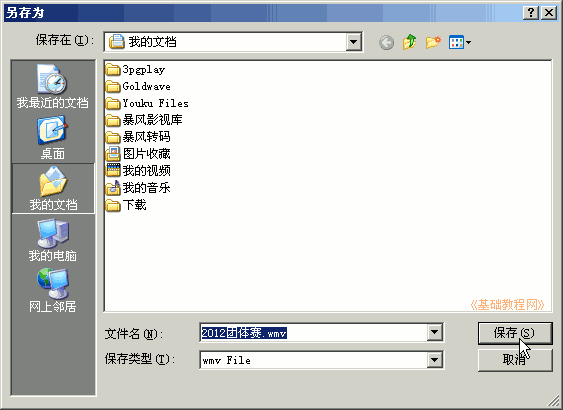 另存为
保存在(I):
我的文档
我最近的文档
桌面
我的文档
我的电脑
网上邻居
3pgplay
Goldwave
Youku Files
暴风影视库
暴风转码
图片收藏
我的视频
我的音乐
下载
《基础教程网》
文件名(N):
2012团体赛.wmv
保存(S)
保存类型(T):
wmv File
取消